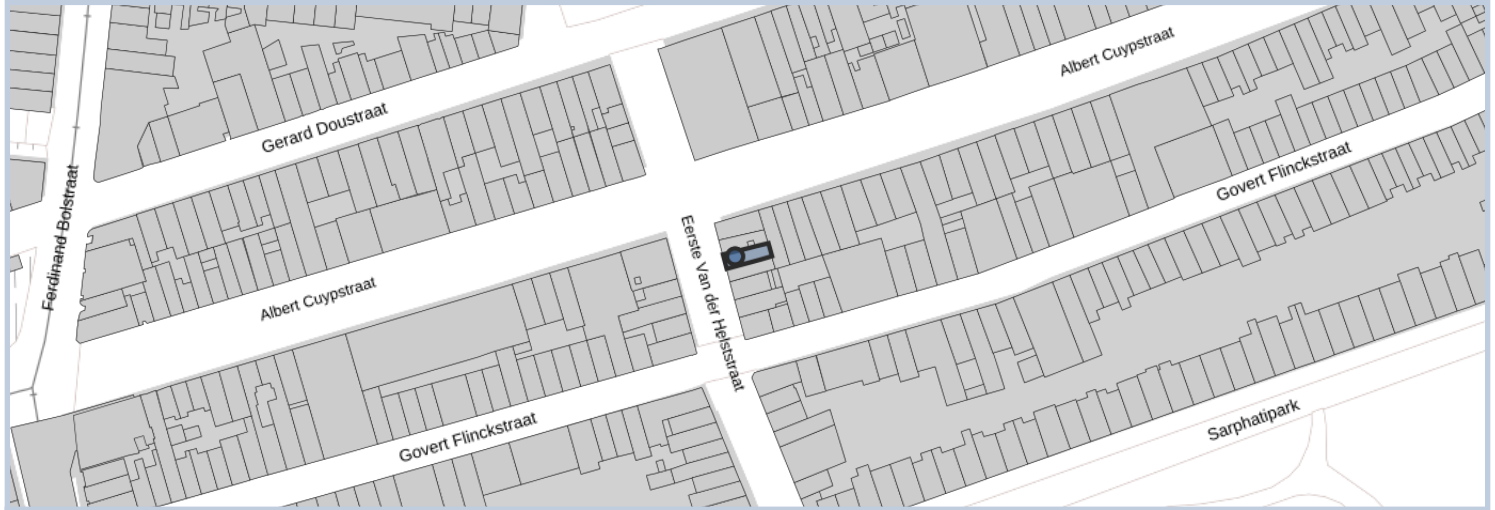 Albert Cuypstraat
Gerard Doustraat
Govert Flinckstraat
Ferdinand Bolstraat
Eerste Van der Helststraat
Albert Cuypstraat
Sarphatipark
Govert Flinckstraat